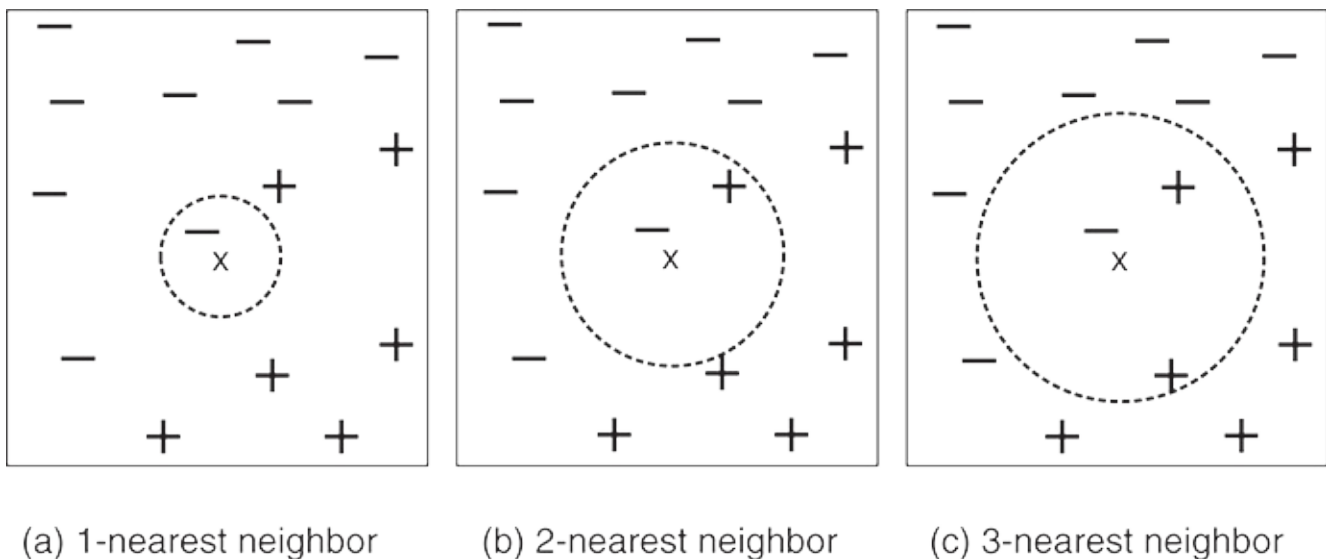 X
X
X
(a) 1-nearest neighbor
(b) 2-nearest neighbor
(c) 3-nearest neighbor